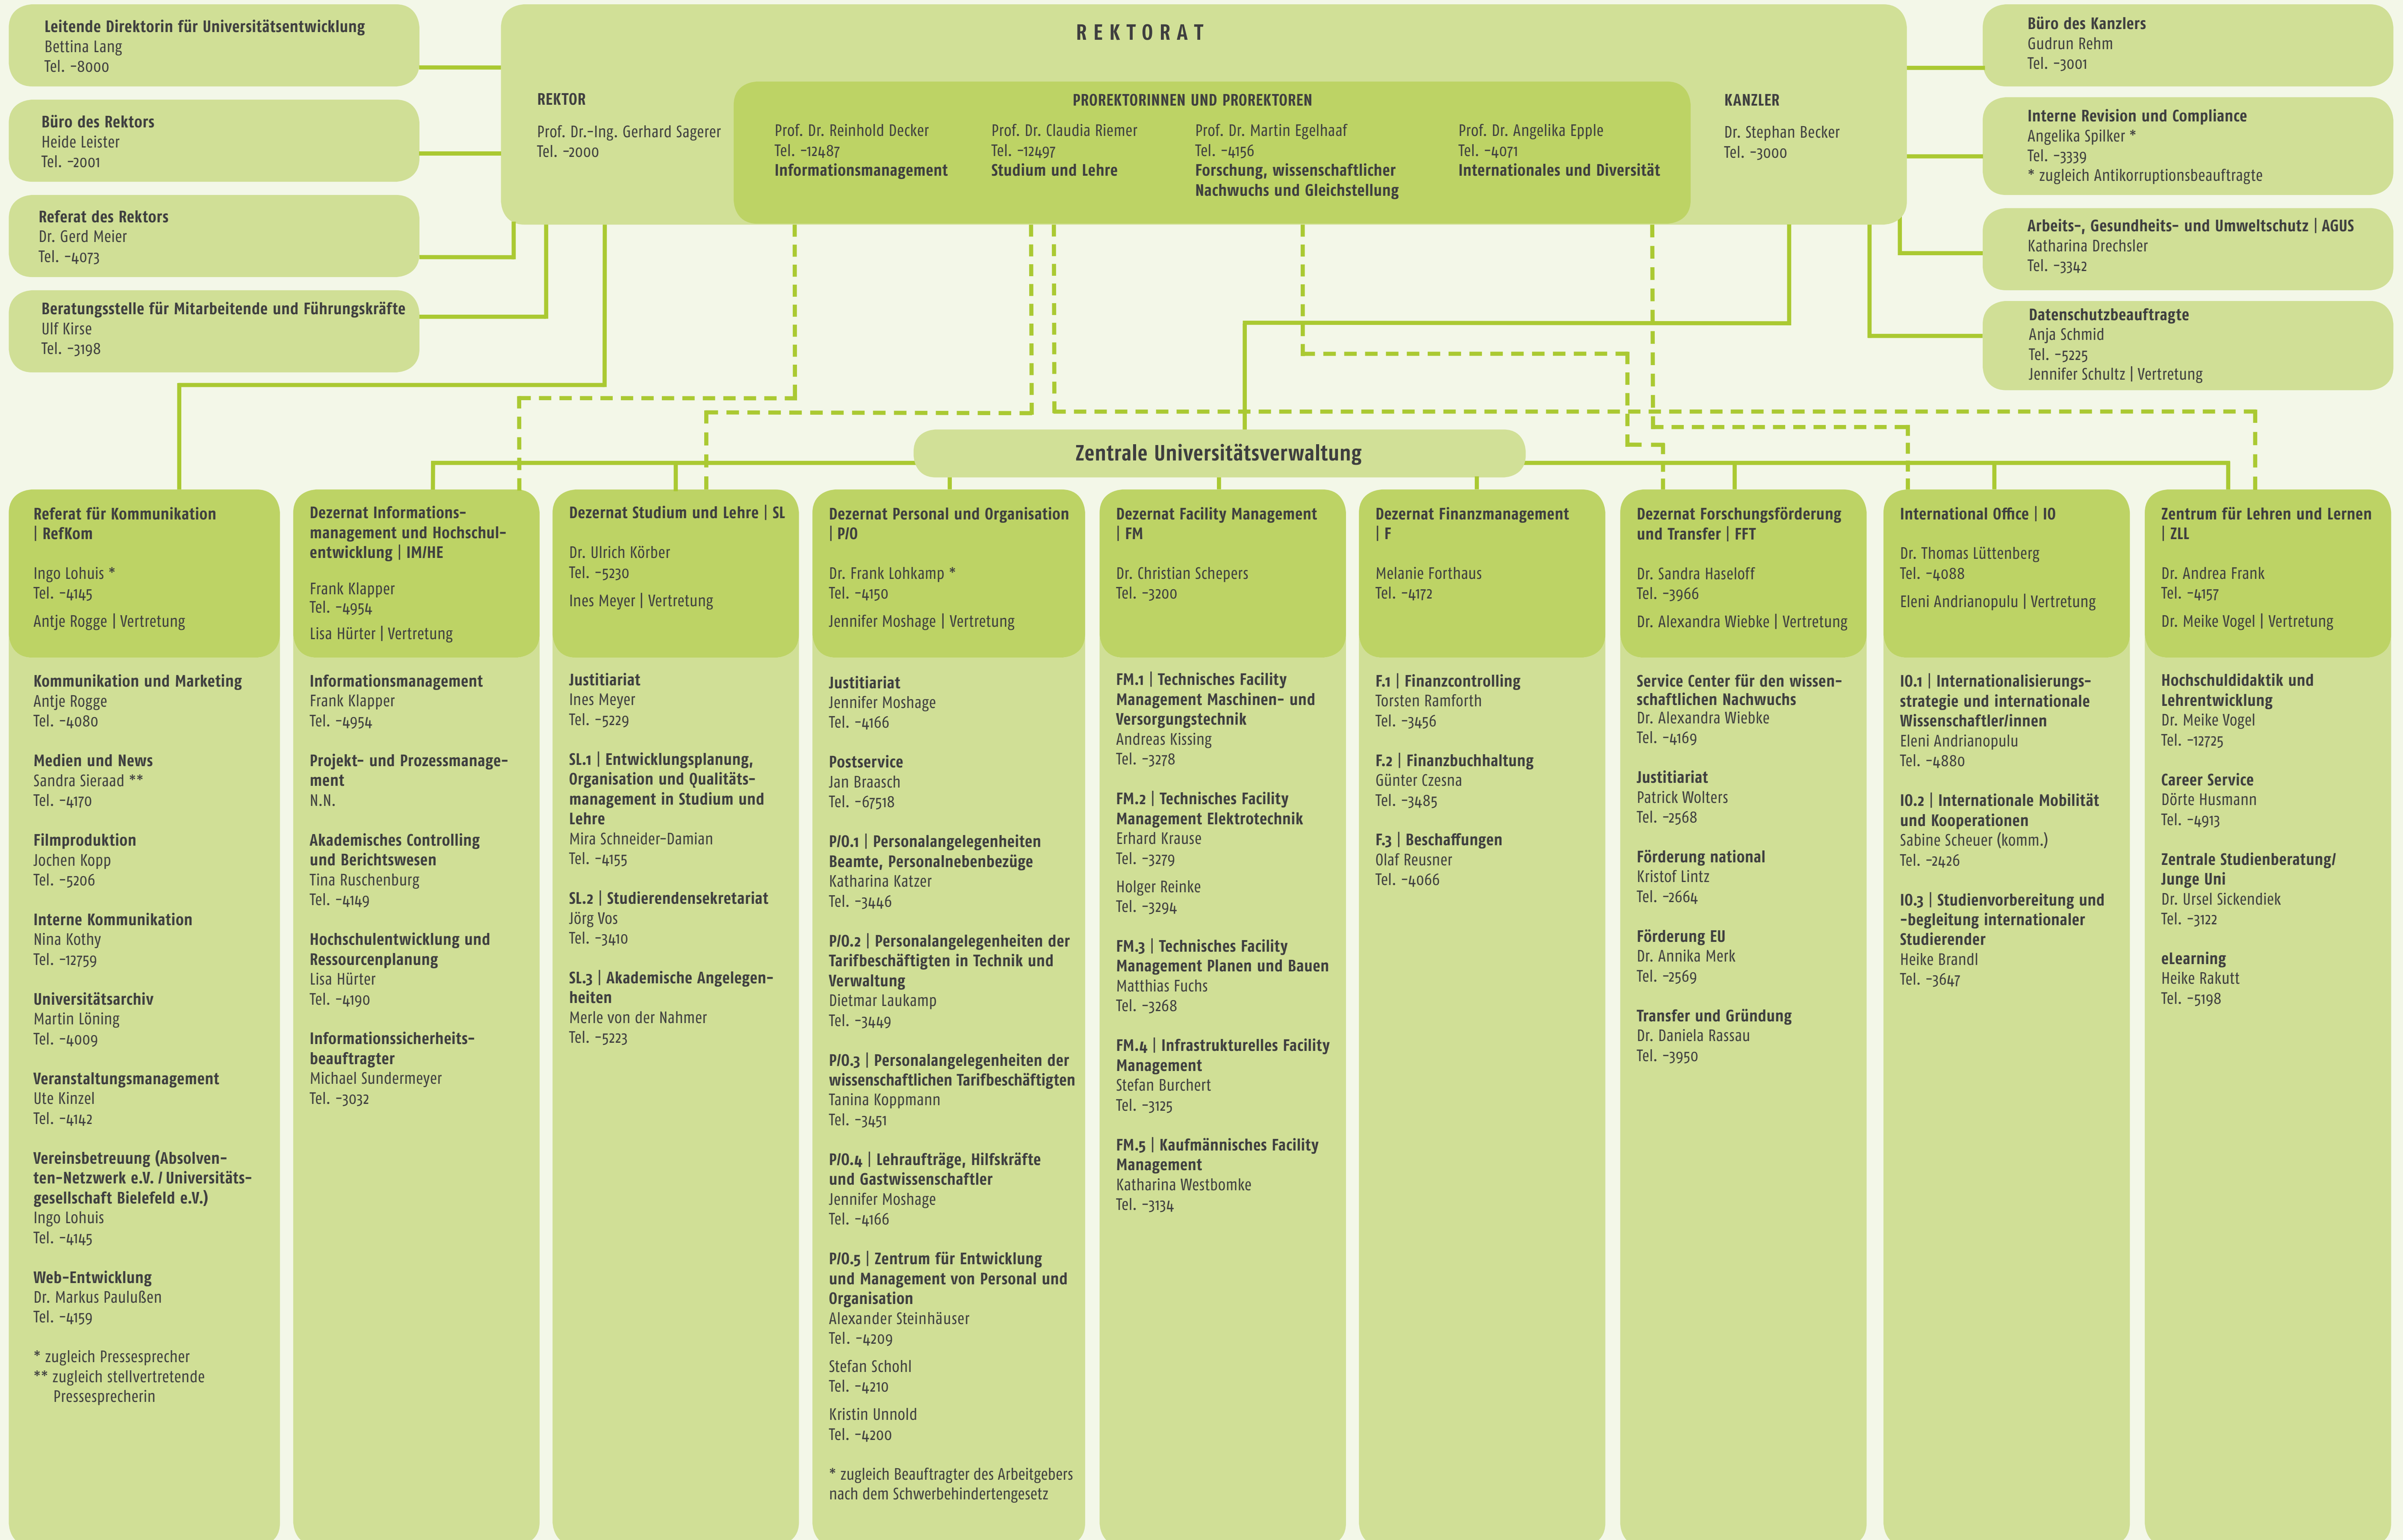 Leitende Direktorin für Universitätsentwicklung
Bettina Lang
Tel. -8000
Büro des Rektors
Heide Leister
Tel. -2001
Referat des Rektors
Dr. Gerd Meier
Tel. -4073
Beratungsstelle für Mitarbeitende und Führungskräfte
Ulf Kirse
Tel. -3198
REKTORAT
REKTOR
Prof. Dr.-Ing. Gerhard Sagerer
Tel. -2000
PROREKTORINNEN UND PROREKTOREN
Prof. Dr. Reinhold Decker
Tel. -12487
Informationsmanagement
Prof. Dr. Claudia Riemer
Tel. -12497
Studium und Lehre
Prof. Dr. Martin Egelhaaf
Tel. -4156
Forschung, wissenschaftlicher
Nachwuchs und Gleichstellung
Prof. Dr. Angelika Epple
Tel. -4071
Internationales und Diversität
KANZLER
Dr. Stephan Becker
Tel. -3000
Büro des Kanzlers
Gudrun Rehm
Tel. -3001
Interne Revision und Compliance
Angelika Spilker *
Tel. -3339
* zugleich Antikorruptionsbeauftragte
Arbeits-, Gesundheits- und Umweltschutz | AGUS
Katharina Drechsler
Tel. -3342
Datenschutzbeauftragte
Anja Schmid
Tel. -5225
Jennifer Schultz | Vertretung
Zentrale Universitätsverwaltung
Referat für Kommunikation
| RefKom
Ingo Lohuis *
Tel. -4145
Antje Rogge | Vertretung
Kommunikation und Marketing
Antje Rogge
Tel. -4080
Medien und News
Sandra Sieraad **
Tel. -4170
Filmproduktion
Jochen Kopp
Tel. -5206
Interne Kommunikation
Nina Kothy
Tel. -12759
Universitätsarchiv
Martin Löning
Tel. -4009
Veranstaltungsmanagement
Ute Kinzel
Tel. -4142
Vereinsbetreuung (Absolven-
ten-Netzwerk e.V. / Universitäts-
gesellschaft Bielefeld e.V.)
Ingo Lohuis
Tel. -4145
Web-Entwicklung
Dr. Markus Paulußen
Tel. -4159
* zugleich Pressesprecher
** zugleich stellvertretende
Pressesprecherin
Dezernat Informations-
management und Hochschul-
entwicklung | IM/HE
Frank Klapper
Tel. -4954
Lisa Hürter | Vertretung
Informationsmanagement
Frank Klapper
Tel. -4954
Projekt- und Prozessmanage-
ment
N.N.
Akademisches Controlling
und Berichtswesen
Tina Ruschenburg
Tel. -4149
Hochschulentwicklung und
Ressourcenplanung
Lisa Hürter
Tel. -4190
Informationssicherheits-
beauftragter
Michael Sundermeyer
Tel. -3032
Dezernat Studium und Lehre | SL
Dr. Ulrich Körber
Tel. -5230
Ines Meyer | Vertretung
Justitiariat
Ines Meyer
Tel. -5229
SL.1 | Entwicklungsplanung,
Organisation und Qualitäts-
management in Studium und
Lehre
Mira Schneider-Damian
Tel. -4155
SL.2 | Studierendensekretariat
Jörg Vos
Tel. -3410
SL.3 | Akademische Angelegen-
heiten
Merle von der Nahmer
Tel. -5223
Dezernat Personal und Organisation
| P/O
Dr. Frank Lohkamp *
Tel. -4150
Jennifer Moshage | Vertretung
Justitiariat
Jennifer Moshage
Tel. -4166
Postservice
Jan Braasch
Tel. -67518
P/O.1 | Personalangelegenheiten
Beamte, Personalnebenbezüge
Katharina Katzer
Tel. -3446
P/O.2 | Personalangelegenheiten der
Tarifbeschäftigten in Technik und
Verwaltung
Dietmar Laukamp
Tel. -3449
P/O.3 | Personalangelegenheiten der
wissenschaftlichen Tarifbeschäftigten
Tanina Koppmann
Tel. -3451
P/O.4 | Lehraufträge, Hilfskräfte
und Gastwissenschaftler
Jennifer Moshage
Tel. -4166
P/O.5 | Zentrum für Entwicklung
und Management von Personal und
Organisation
Alexander Steinhäuser
Tel. -4209
Stefan Schohl
Tel. -4210
Kristin Unnold
Tel. -4200
* zugleich Beauftragter des Arbeitgebers
nach dem Schwerbehindertengesetz
Dezernat Facility Management
| FM
Dr. Christian Schepers
Tel. -3200
FM.1 | Technisches Facility
Management Maschinen- und
Versorgungstechnik
Andreas Kissing
Tel. -3278
FM.2 | Technisches Facility
Management Elektrotechnik
Erhard Krause
Tel. -3279
Holger Reinke
Tel. -3294
FM.3 | Technisches Facility
Management Planen und Bauen
Matthias Fuchs
Tel. -3268
FM.4 | Infrastrukturelles Facility
Management
Stefan Burchert
Tel. -3125
FM.5 | Kaufmännisches Facility
Management
Katharina Westbomke
Tel. -3134
Dezernat Finanzmanagement
| F
Melanie Forthaus
Tel. -4172
F.1 | Finanzcontrolling
Torsten Ramforth
Tel. -3456
F.2 | Finanzbuchhaltung
Günter Czesna
Tel. -3485
F.3 | Beschaffungen
Olaf Reusner
Tel. -4066
Dezernat Forschungsförderung
und Transfer | FFT
Dr. Sandra Haseloff
Tel. -3966
Dr. Alexandra Wiebke | Vertretung
Service Center für den wissen-
schaftlichen Nachwuchs
Dr. Alexandra Wiebke
Tel. -4169
Justitiariat
Patrick Wolters
Tel. -2568
Förderung national
Kristof Lintz
Tel. -2664
Förderung EU
Dr. Annika Merk
Tel. -2569
Transfer und Gründung
Dr. Daniela Rassau
Tel. -3950
International Office | IO
Dr. Thomas Lüttenberg
Tel. -4088
Eleni Andrianopulu | Vertretung
IO.1 | Internationalisierungs-
strategie und internationale
Wissenschaftler/innen
Eleni Andrianopulu
Tel. -4880
IO.2 | Internationale Mobilität
und Kooperationen
Sabine Scheuer (komm.)
Tel. -2426
IO.3 | Studienvorbereitung und
-begleitung internationaler
Studierender
Heike Brandl
Tel. -3647
Zentrum für Lehren und Lernen
| ZLL
Dr. Andrea Frank
Tel. -4157
Dr. Meike Vogel | Vertretung
Hochschuldidaktik und
Lehrentwicklung
Dr. Meike Vogel
Tel. -12725
Career Service
Dörte Husmann
Tel. -4913
Zentrale Studienberatung/
Junge Uni
Dr. Ursel Sickendiek
Tel. -3122
eLearning
Heike Rakutt
Tel. -5198